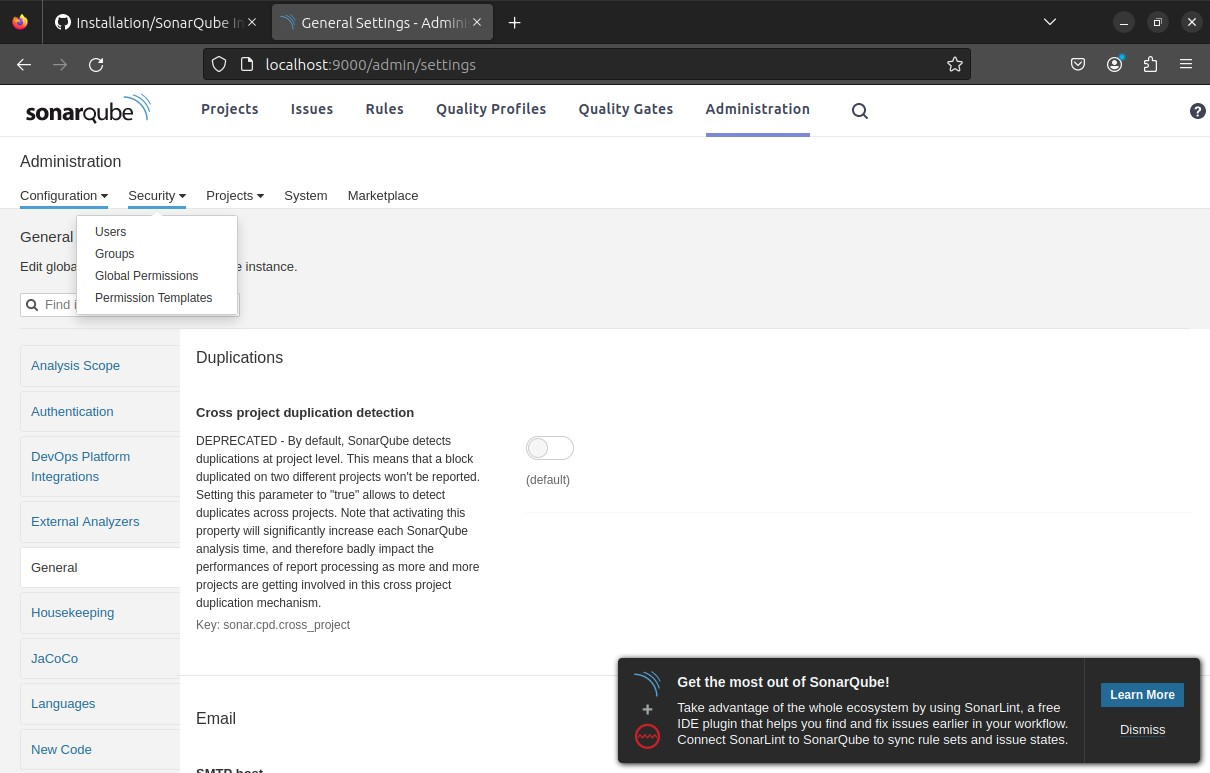 Installation/SonarQube In
General Settings - Admini
localhost:9000/admin/settings
sonarqube
Projects
Issues
Rules
Quality Profiles
Quality Gates
Administration
Administration
Configuration
Security
Projects
System
Marketplace
Users
Groups
Global Permissions
Permission Templates
General
Edit globa
e instance.
Find i
Analysis Scope
Authentication
DevOps Platform
Integrations
External Analyzers
General
Housekeeping
JaCoCo
Languages
New Code
Duplications
Cross project duplication detection
DEPRECATED - By default, SonarQube detects
duplications at project level. This means that a block
duplicated on two different projects won't be reported.
Setting this parameter to "true" allows to detect
duplicates across projects. Note that activating this
property will significantly increase each SonarQube
analysis time, and therefore badly impact the
performances of report processing as more and more
projects are getting involved in this cross project
duplication mechanism.
Key: sonar.cpd.cross_project
(default)
Email
SMTP host
Get the most out of SonarQube!
Take advantage of the whole ecosystem by using SonarLint, a free
IDE plugin that helps you find and fix issues earlier in your workflow.
Connect SonarLint to SonarQube to sync rule sets and issue states.
Learn More
Dismiss